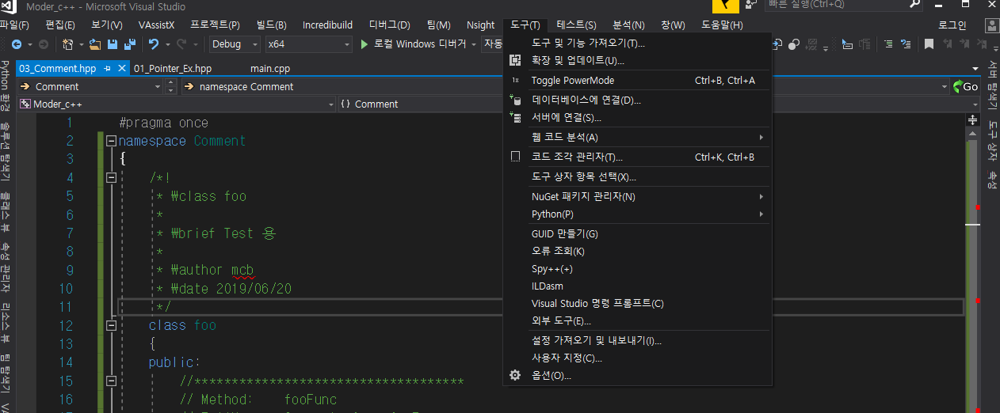 Moder_c++ - Microsoft Visual Studio
빠른 실행(Ctrl+Q)
파일(F) 편집(E) 보기(V) VAssistX 프로젝트(P) 빌드(B) Incredibuild 디버그(D) 팀(M) Nsight 도구(T) 테스트(S) 분석(N) 창(W) 도움말(H)
로그인
Debug x64 로컬 Windows 디버거 자동
03_Comment.hpp 01_Pointer_Ex.hpp main.cpp
Comment namespace Comment
Go
Moder_c++ {} Comment
1 #pragma once
2 namespace Comment
3 {
4 /*!
5 * \class foo
6 *
7 * \brief Test 용
8 *
9 * \author mcb
10 * \date 2019/06/20
11 */
12 class foo
13 {
14 public:
15 //************************************
16 // Method: fooFunc
도구 및 기능 가져오기(T)...
확장 및 업데이트(U)...
Toggle PowerMode Ctrl+B, Ctrl+A
데이터베이스에 연결(D)...
서버에 연결(S)...
웹 코드 분석(A)
코드 조각 관리자(T)... Ctrl+K, Ctrl+B
도구 상자 항목 선택(X)...
NuGet 패키지 관리자(N)
Python(P)
GUID 만들기(G)
오류 조회(K)
Spy++(+)
ILDasm
Visual Studio 명령 프롬프트(C)
외부 도구(E)...
설정 가져오기 및 내보내기(I)...
사용자 지정(C)...
옵션(O)...
Python 환경
솔루션 탐색기
클래스 뷰
속성 관리자
리소스 뷰
팀 탐색기
VA
서버 탐색기
도구 상자
속성